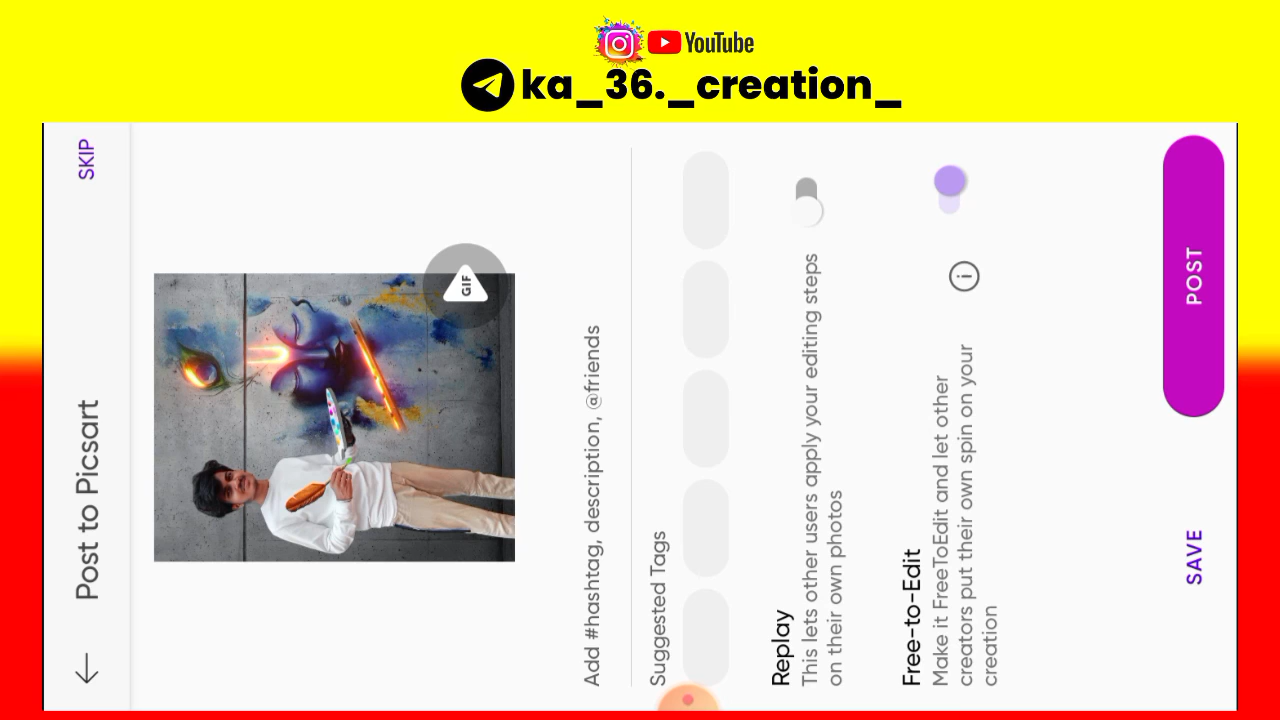 YouTube
ka_36._creation_
Post to Picsart
SKIP
GIF
Add #hashtag, description, @friends
Suggested Tags
Replay
This lets other users apply your editing steps
on their own photos
Free-to-Edit
Make it FreeToEdit and let other
creators put their own spin on your
creation
SAVE
POST